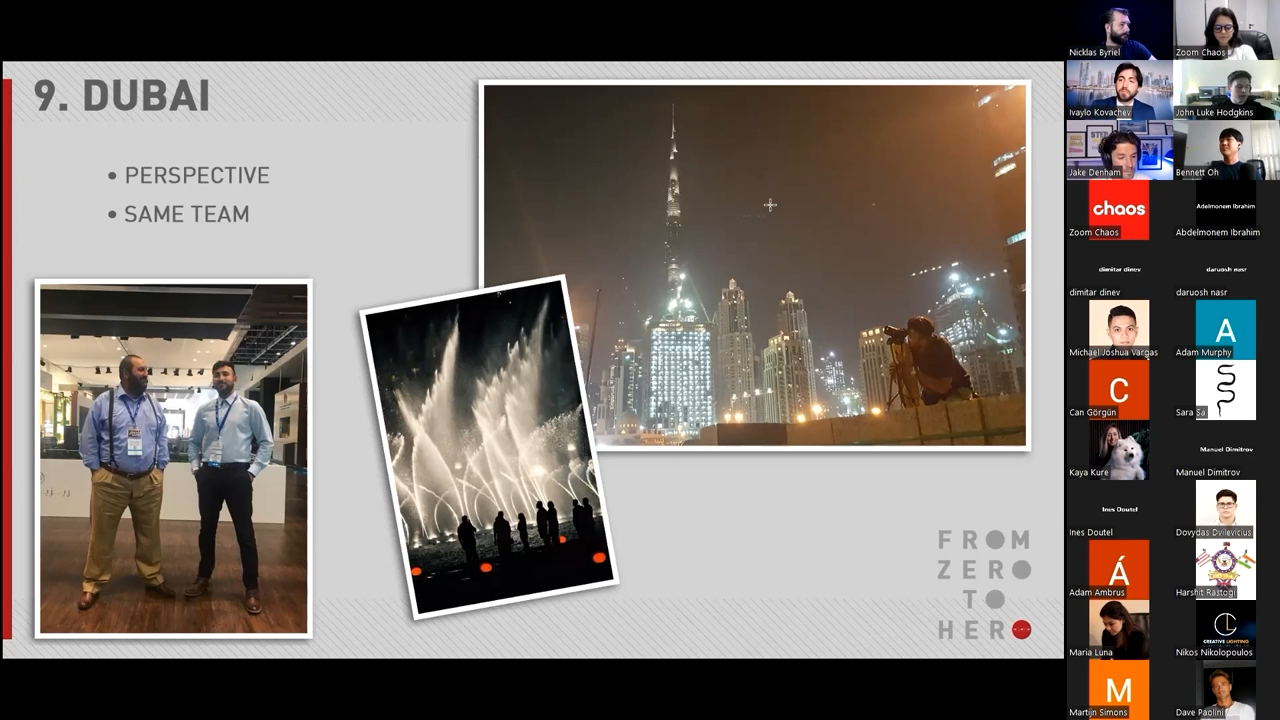 9. DUBAI
• PERSPECTIVE
• SAME TEAM
FROM
ZERO
TO
HERO
Nicklas Byriel
Zoom Chaos
Ivaylo Kovachev
John Luke Hodgkins
Jake Denham
Bennett Oh
chaos
Zoom Chaos
Adelmonem Ibrahim
Abdelmonem Ibrahim
dimitar dinev
dimitar dinev
daruosh nasr
daruosh nasr
Michael Joshua Vargas
A
Adam Murphy
C
Can Görgün
Sara Sá
Kaya Kure
Manuel Dimitrov
Manuel Dimitrov
Ines Doutel
Ines Doutel
Dovydas Dvilevicius
Á
Adam Ambrus
Harshit Rastogi
Maria Luna
CREATIVE LIGHTING
Nikos Nikolopoulos
M
Martijn Simons
Dave Paolini